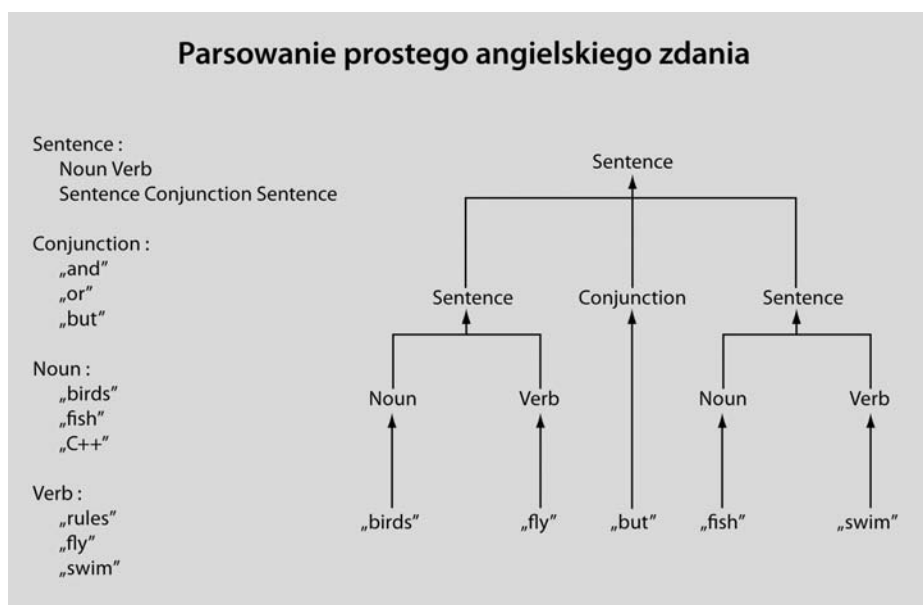 Parsowanie prostego angielskiego zdania
Sentence :
Noun Verb
Sentence Conjunction Sentence
Conjunction :
„and”
„or”
„but”
Noun :
„birds”
„fish”
„C++”
Verb :
„rules”
„fly”
„swim”
Sentence
Sentence Conjunction Sentence
Noun Verb Noun Verb
„birds” „fly” „but” „fish” „swim”